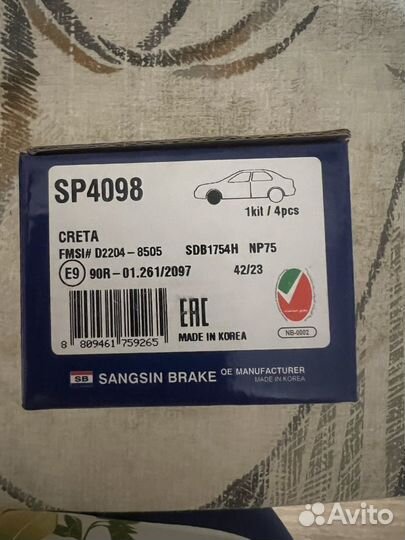 SP4098
1kit / 4pcs
CRETA
FMSI# D2204-8505 SDB1754H NP75
E9 90R-01.261/2097 42/23
EAC
NB-0002
8 809461 759265
MADE IN KOREA
SB SANGSIN BRAKE OE MANUFACTURER
MADE IN KOREA
Avito